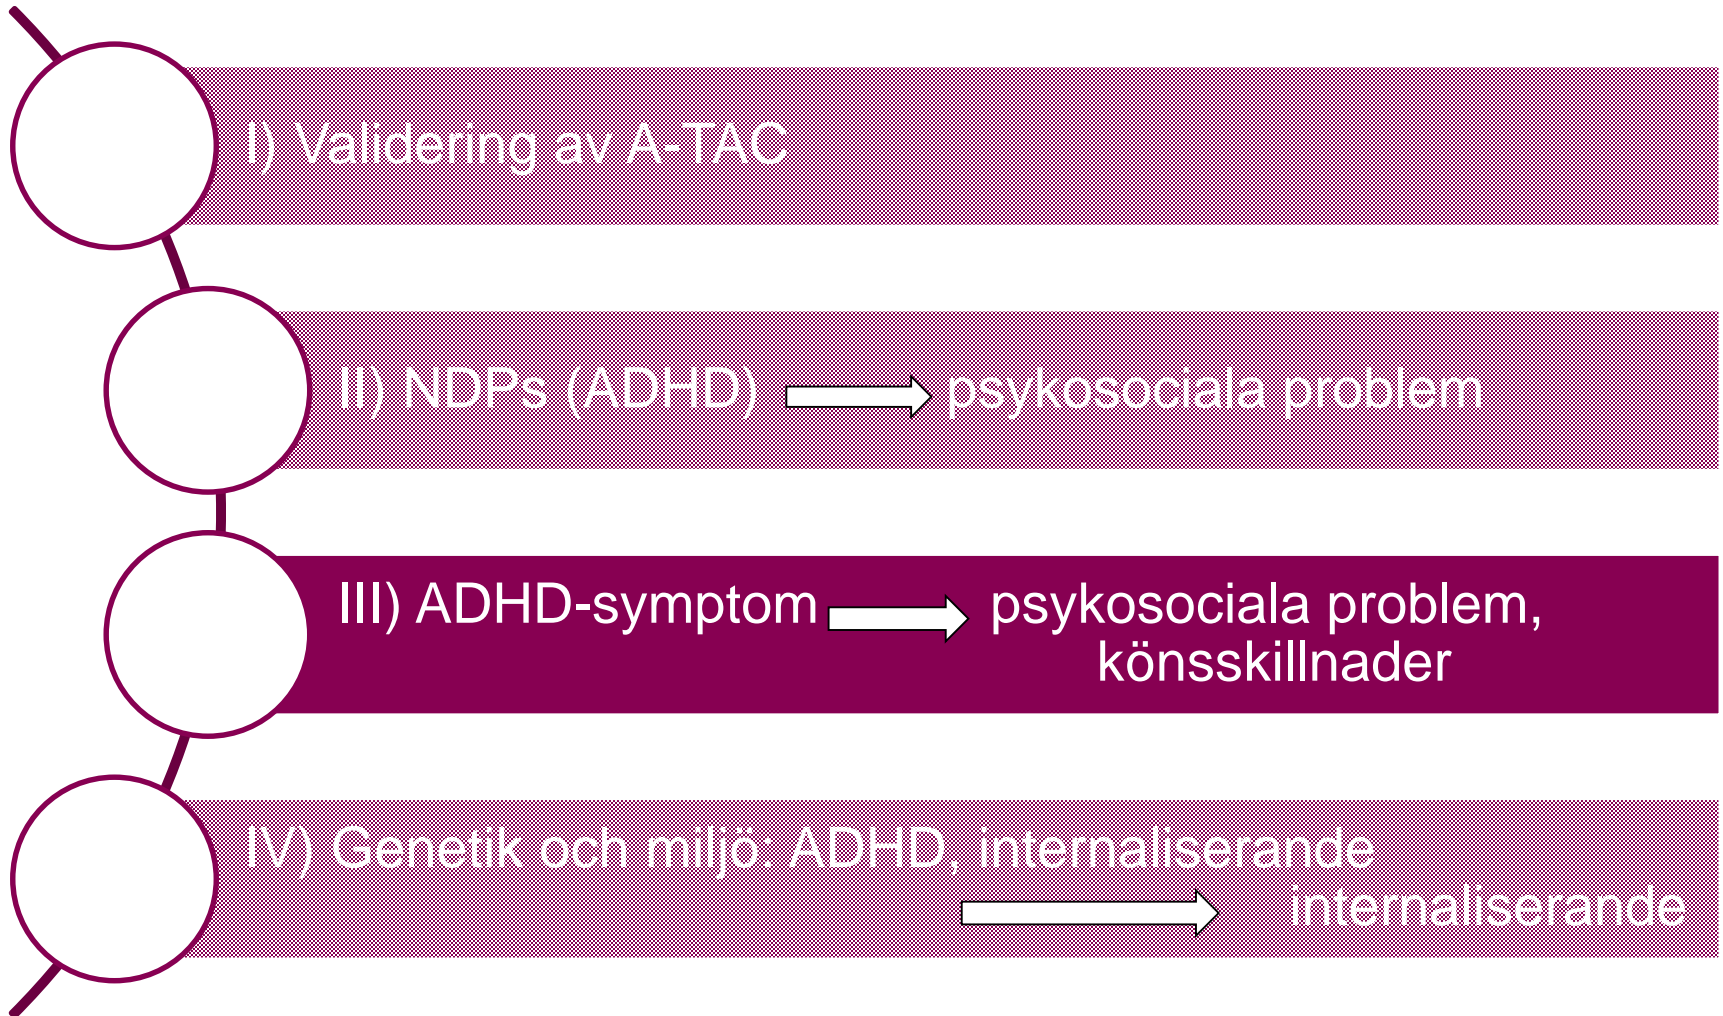 I) Validering av A-TAC
II) NDPs (ADHD) psykosociala problem
III) ADHD-symptom psykosociala problem,
könsskillnader
IV) Genetik och miljö: ADHD, internaliserande
internaliserande